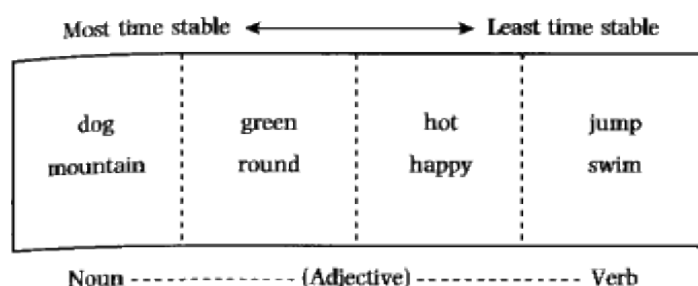 Most time stable Least time stable
dog green hot jump
mountain round happy swim
Noun (Adjective) Verb